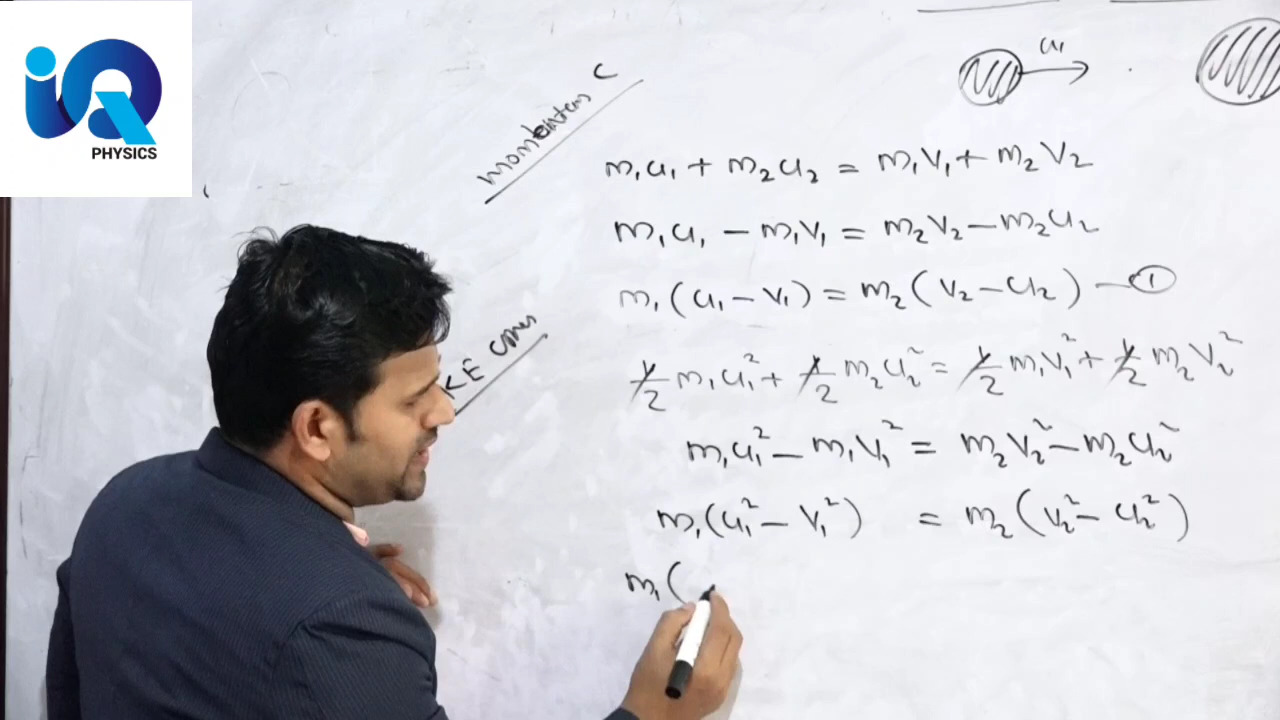 iQ
PHYSICS
u₁
momentum C
m₁u₁ + m₂u₂ = m₁v₁ + m₂v₂
m₁u₁ − m₁v₁ = m₂v₂ − m₂u₂
m₁(u₁ − v₁) = m₂(v₂ − u₂) — ①
KE cons
½ m₁u₁² + ½ m₂u₂² = ½ m₁v₁² + ½ m₂v₂²
m₁u₁² − m₁v₁² = m₂v₂² − m₂u₂²
m₁(u₁² − v₁²) = m₂(v₂² − u₂²)
m₁(